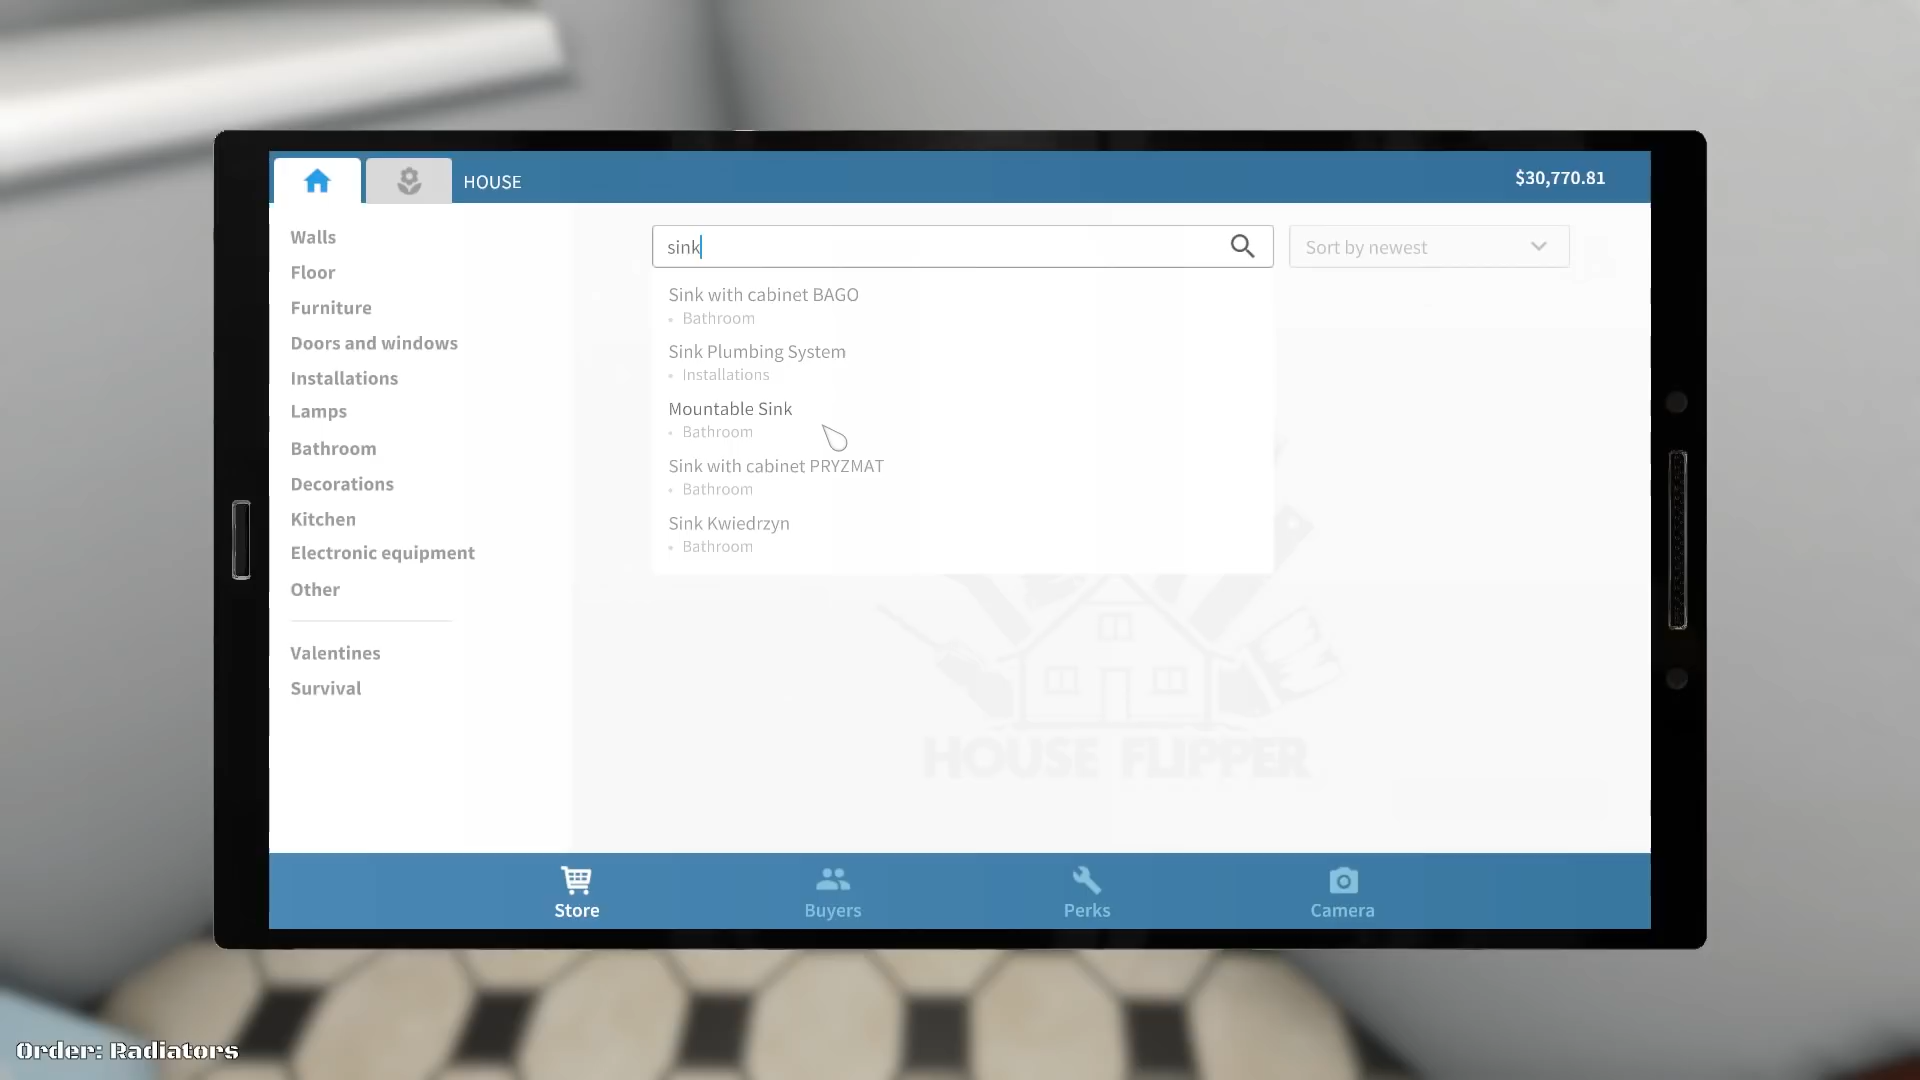 HOUSE
$30,770.81
Walls
Floor
Furniture
Doors and windows
Installations
Lamps
Bathroom
Decorations
Kitchen
Electronic equipment
Other
Valentines
Survival
sink
Sort by newest
Sink with cabinet BAGO
• Bathroom
Sink Plumbing System
• Installations
Mountable Sink
• Bathroom
Sink with cabinet PRYZMAT
• Bathroom
Sink Kwiedrzyn
• Bathroom
HOUSE FLIPPER
Store
Buyers
Perks
Camera
Order: Radiators